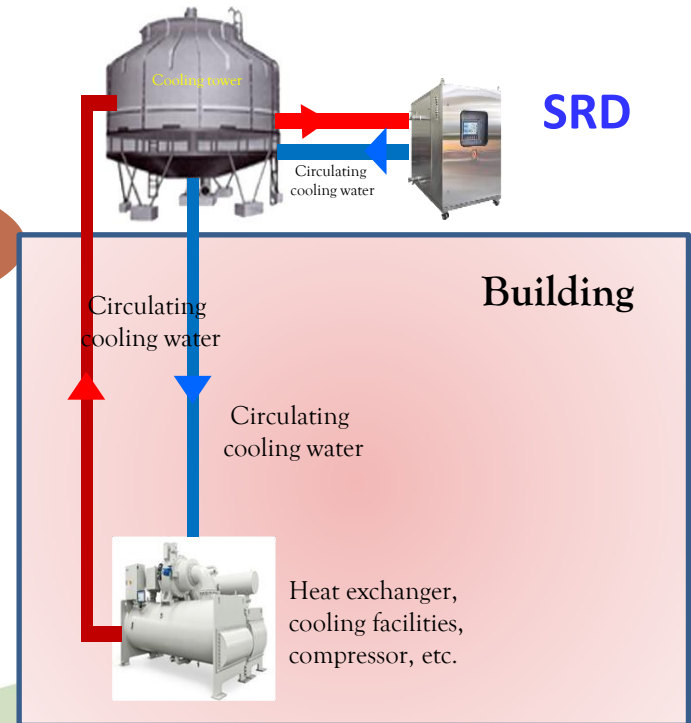 Cooling tower
SRD
Circulating
cooling water
Building
Circulating
cooling water
Circulating
cooling water
Heat exchanger,
cooling facilities,
compressor, etc.